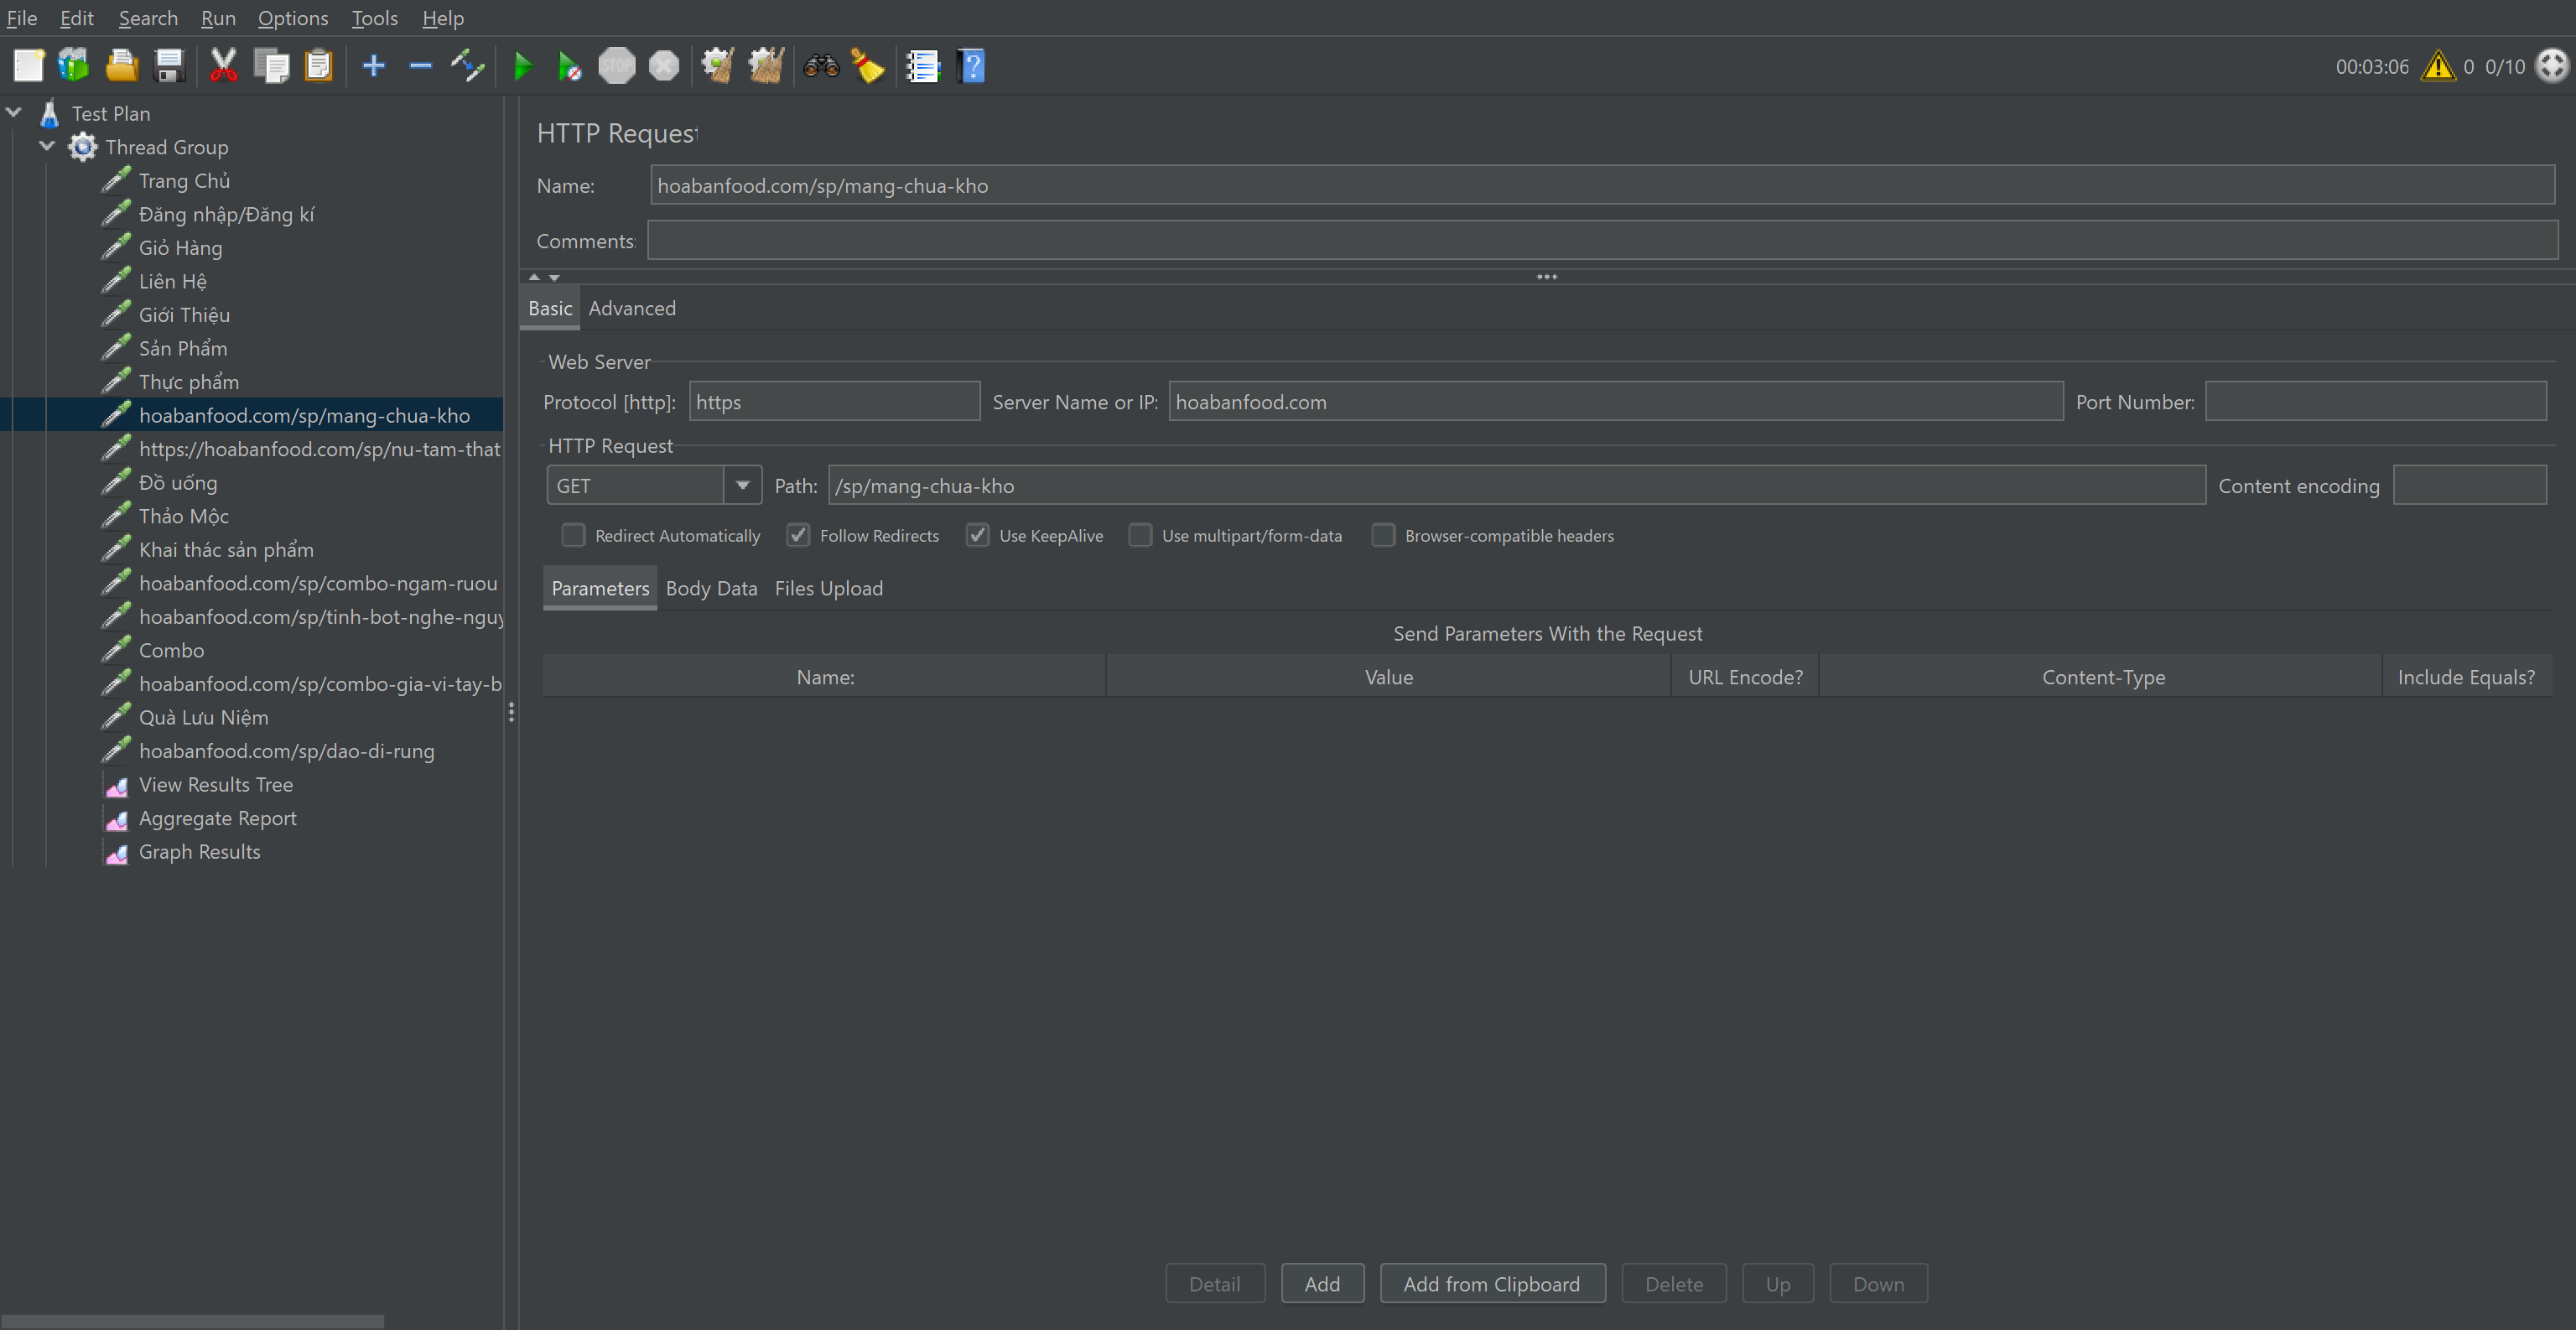 File Edit Search Run Options Tools Help
STOP
00:03:06 0 0/10
Test Plan
Thread Group
Trang Chủ
Đăng nhập/Đăng kí
Giỏ Hàng
Liên Hệ
Giới Thiệu
Sản Phẩm
Thực phẩm
hoabanfood.com/sp/mang-chua-kho
https://hoabanfood.com/sp/nu-tam-that
Đồ uống
Thảo Mộc
Khai thác sản phẩm
hoabanfood.com/sp/combo-ngam-ruou
hoabanfood.com/sp/tinh-bot-nghe-nguy
Combo
hoabanfood.com/sp/combo-gia-vi-tay-b
Quà Lưu Niệm
hoabanfood.com/sp/dao-di-rung
View Results Tree
Aggregate Report
Graph Results
HTTP Request
Name: hoabanfood.com/sp/mang-chua-kho
Comments:
Basic Advanced
Web Server
Protocol [http]: https Server Name or IP: hoabanfood.com Port Number:
HTTP Request
GET Path: /sp/mang-chua-kho Content encoding
Redirect Automatically Follow Redirects Use KeepAlive Use multipart/form-data Browser-compatible headers
Parameters Body Data Files Upload
Send Parameters With the Request
Name: Value URL Encode? Content-Type Include Equals?
Detail Add Add from Clipboard Delete Up Down